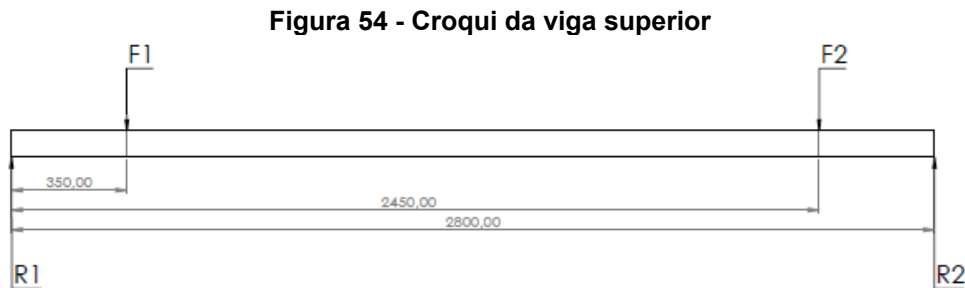 Figura 54 - Croqui da viga superior
F1
F2
350,00
2450,00
2800,00
R1
R2